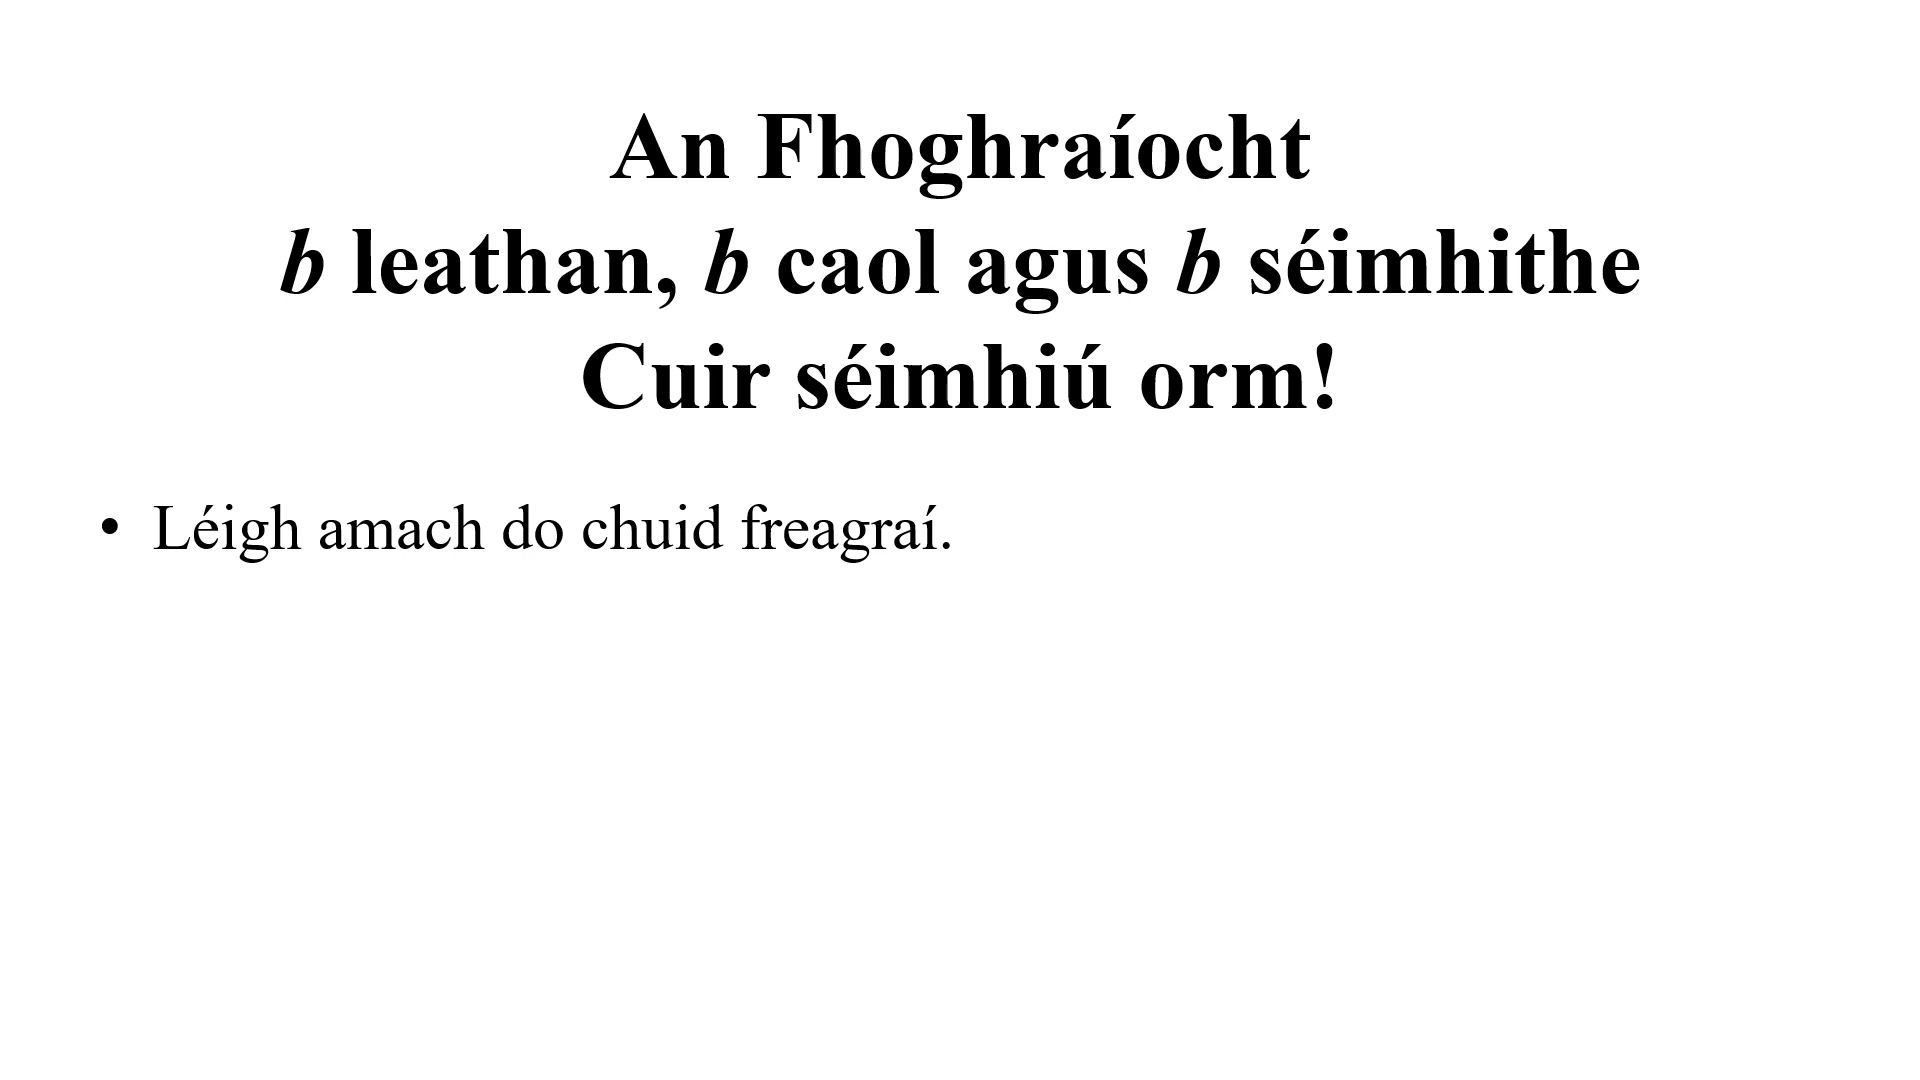 An Fhoghraíocht
b leathan, b caol agus b séimhithe
Cuir séimhiú orm!
• Léigh amach do chuid freagraí.